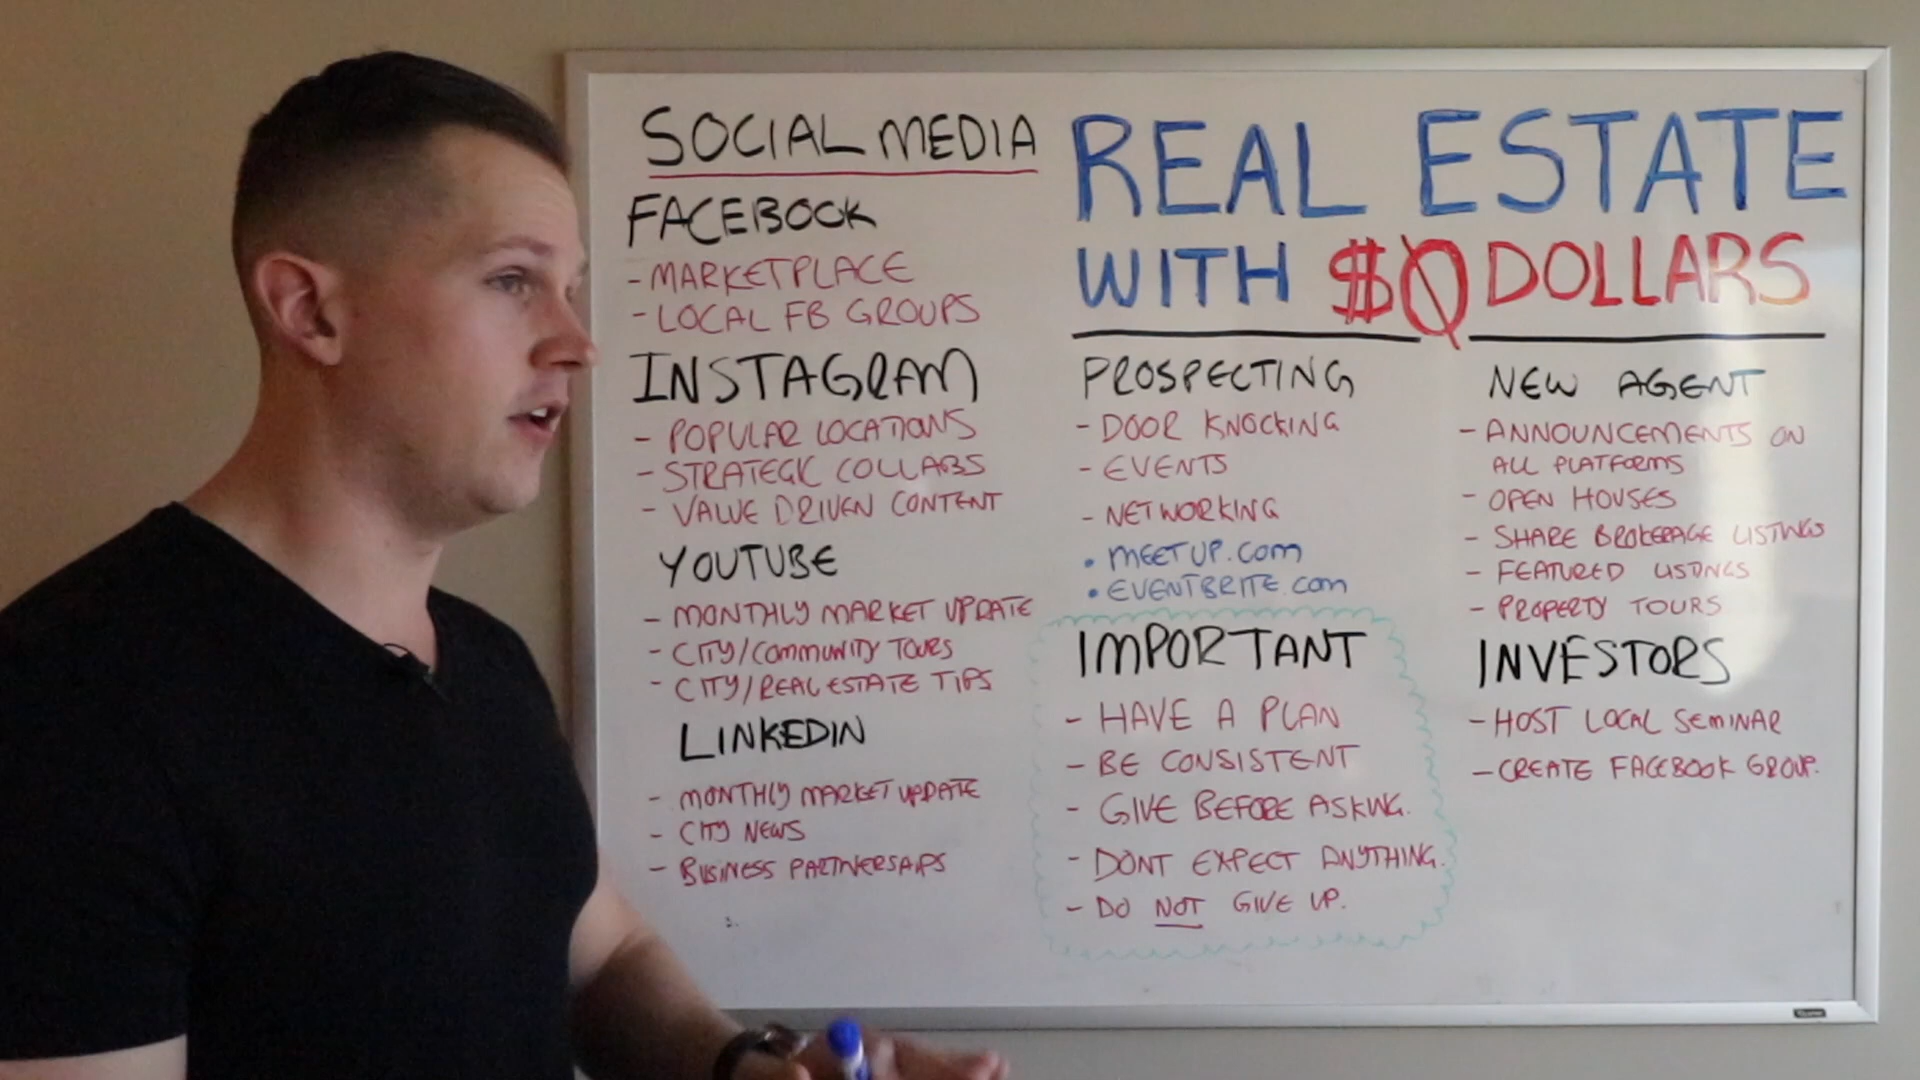 SOCIAL MEDIA
FACEBOOK
- MARKETPLACE
- LOCAL FB GROUPS
INSTAGRAM
- POPULAR LOCATIONS
- STRATEGIC COLLABS
- VALUE DRIVEN CONTENT
YOUTUBE
- MONTHLY MARKET UPDATE
- CITY/COMMUNITY TOURS
- CITY/REAL ESTATE TIPS
LINKEDIN
- MONTHLY MARKET UPDATE
- CITY NEWS
- BUSINESS PARTNERSHIPS
REAL ESTATE
WITH $0 DOLLARS
PROSPECTING
- DOOR KNOCKING
- EVENTS
- NETWORKING
• MEETUP.COM
• EVENTBRITE.COM
IMPORTANT
- HAVE A PLAN
- BE CONSISTENT
- GIVE BEFORE ASKING.
- DONT EXPECT ANYTHING.
- DO NOT GIVE UP.
NEW AGENT
- ANNOUNCEMENTS ON
ALL PLATFORMS
- OPEN HOUSES
- SHARE BROKERAGE LISTINGS
- FEATURED LISTINGS
- PROPERTY TOURS
INVESTORS
- HOST LOCAL SEMINAR
- CREATE FACEBOOK GROUP.